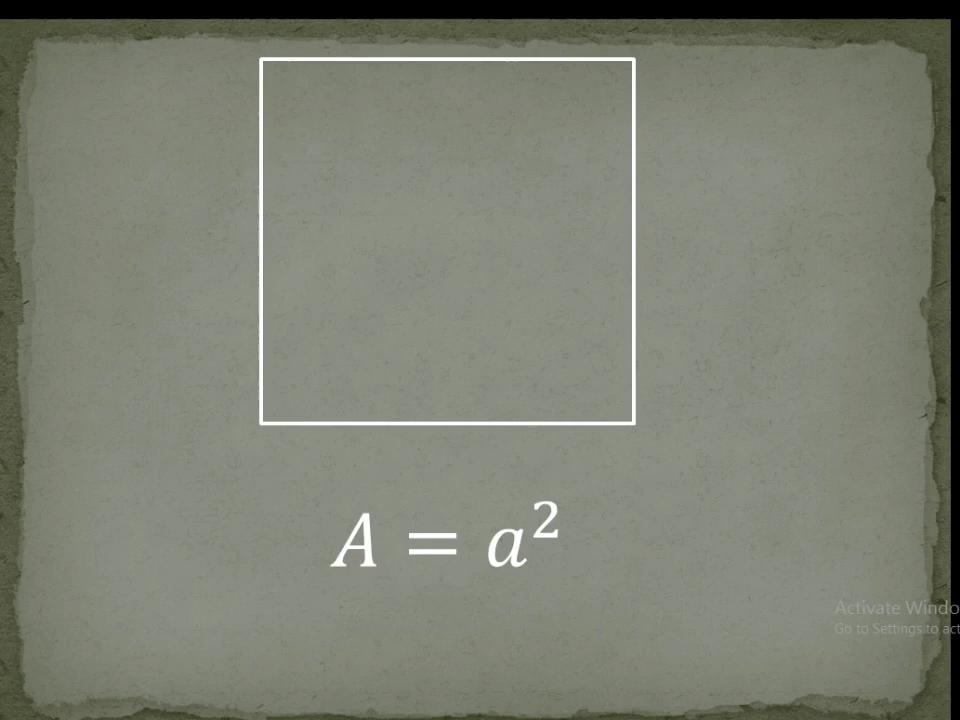 A = a²
Activate Windo
Go to Settings to act